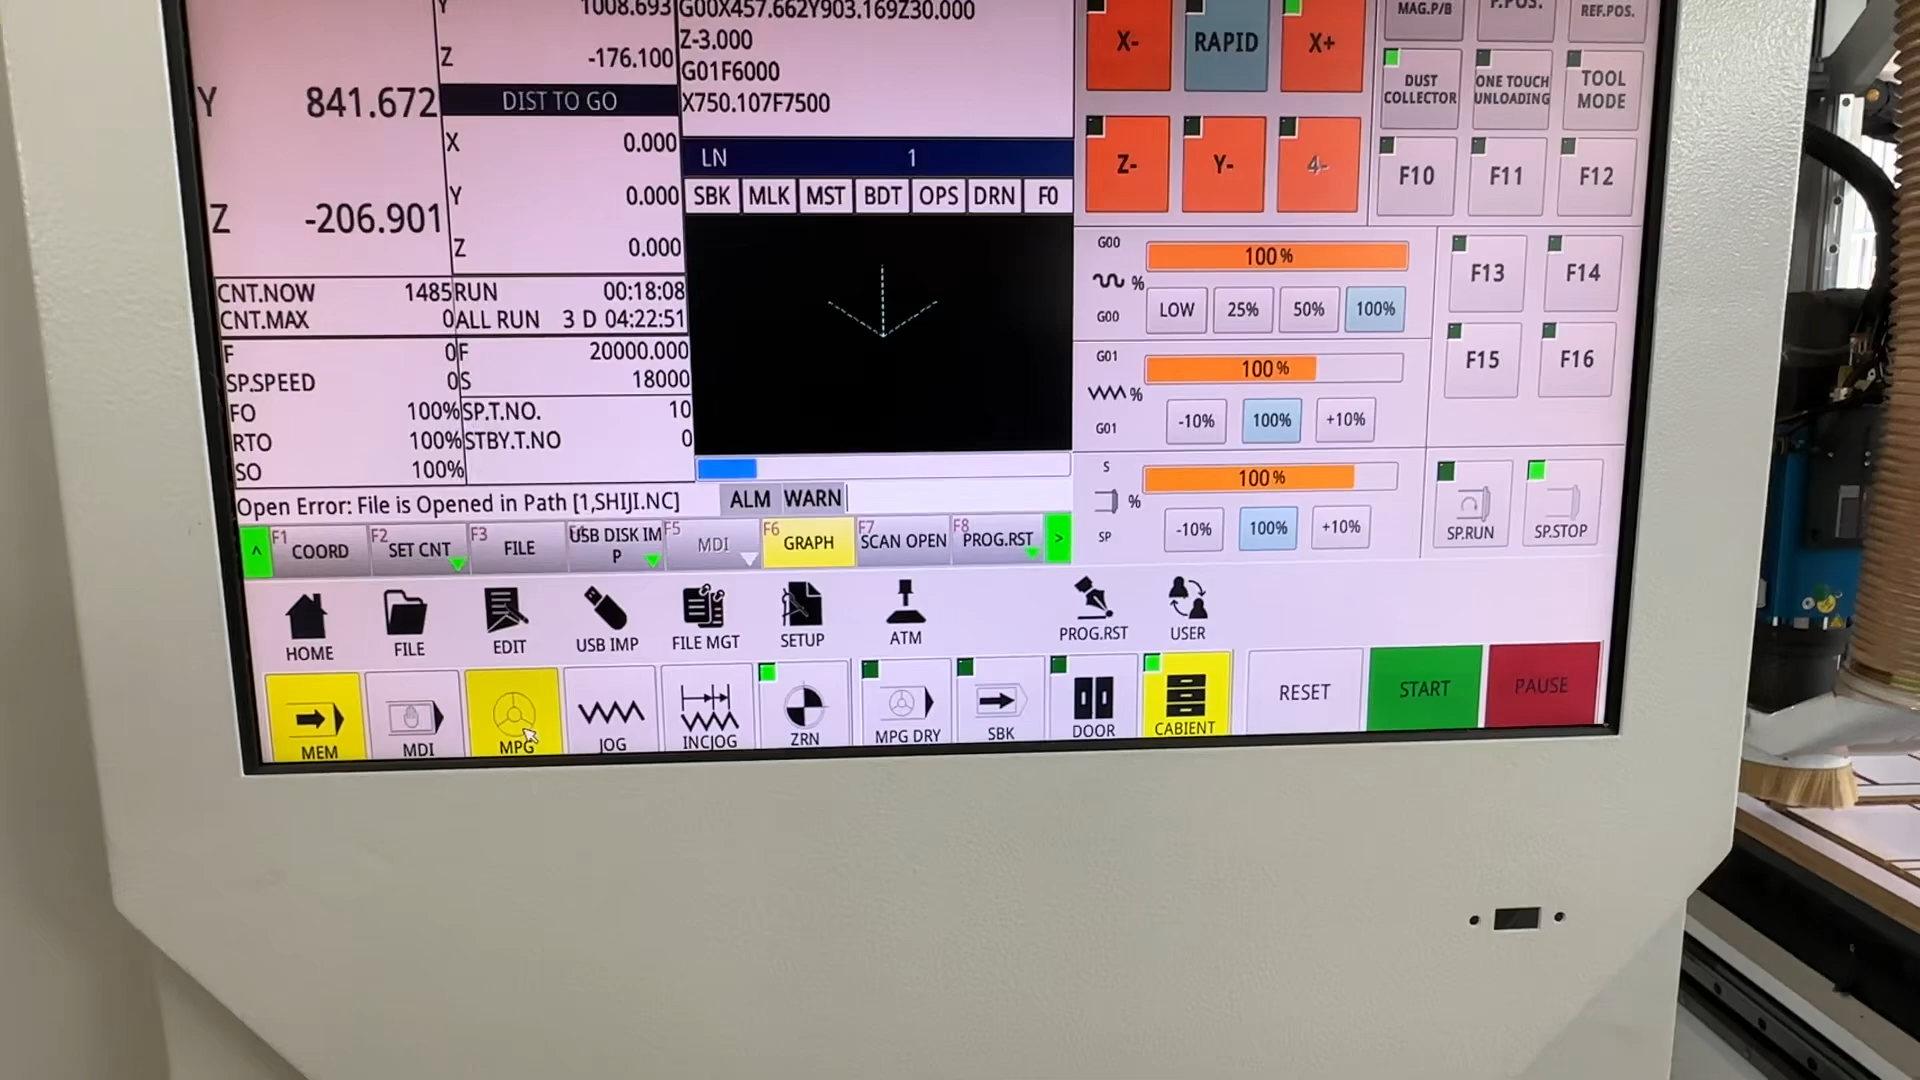 Y 1008.693
Z -176.100
Y 841.672
DIST TO GO
X 0.000
Y 0.000
Z -206.901
Z 0.000
CNT.NOW 1485
CNT.MAX 0
RUN 00:18:08
ALL RUN 3 D 04:22:51
F 0
SP.SPEED 0
FO 100%
RTO 100%
SO 100%
F 20000.000
S 18000
SP.T.NO. 10
STBY.T.NO 0
G00X457.662Y903.169Z30.000
Z-3.000
G01F6000
X750.107F7500
LN 1
SBK MLK MST BDT OPS DRN F0
Open Error: File is Opened in Path [1,SHIJI.NC]
ALM WARN
F1 COORD
F2 SET CNT
F3 FILE
USB DISK IM
P
F5 MDI
F6 GRAPH
F7 SCAN OPEN
F8 PROG.RST
^
>
HOME
FILE
EDIT
USB IMP
FILE MGT
SETUP
ATM
PROG.RST
USER
MEM
MDI
MPG
JOG
INCJOG
ZRN
MPG DRY
SBK
DOOR
CABIENT
RESET
START
PAUSE
X- RAPID X+
Z- Y- 4-
MAG.P/B
P.POS.
REF.POS.
DUST
COLLECTOR
ONE TOUCH
UNLOADING
TOOL
MODE
F10 F11 F12
F13 F14
F15 F16
G00
%
G00
100%
LOW 25% 50% 100%
G01
%
G01
100%
-10% 100% +10%
S
%
SP
100%
-10% 100% +10%
SP.RUN
SP.STOP